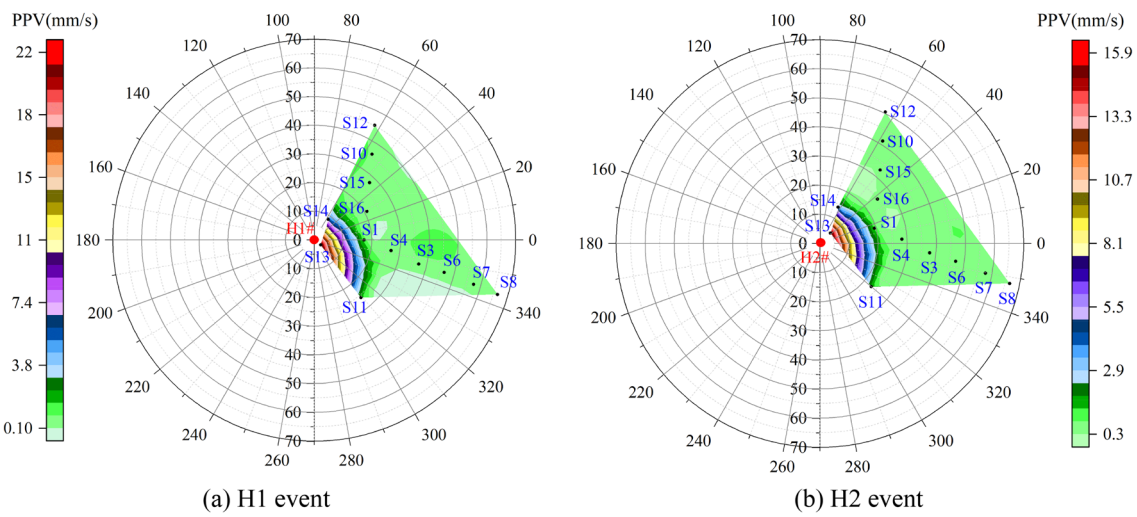 PPV(mm/s)
22
18
15
11
7.4
3.8
0.10
100
80
120
60
140
40
160
20
180
0
200
340
220
320
240
300
260
280
70
60
50
40
30
20
10
0
10
20
30
40
50
60
70
S12
S10
S15
S14
S16
H1#
S1
S4
S13
S3
S6
S7
S8
S11
(a) H1 event
PPV(mm/s)
15.9
13.3
10.7
8.1
5.5
2.9
0.3
100
80
120
60
140
40
160
20
180
0
200
340
220
320
240
300
260
280
70
60
50
40
30
20
10
0
10
20
30
40
50
60
70
S12
S10
S15
S14
S16
S13
S1
H2#
S4
S3
S6
S7
S8
S11
(b) H2 event